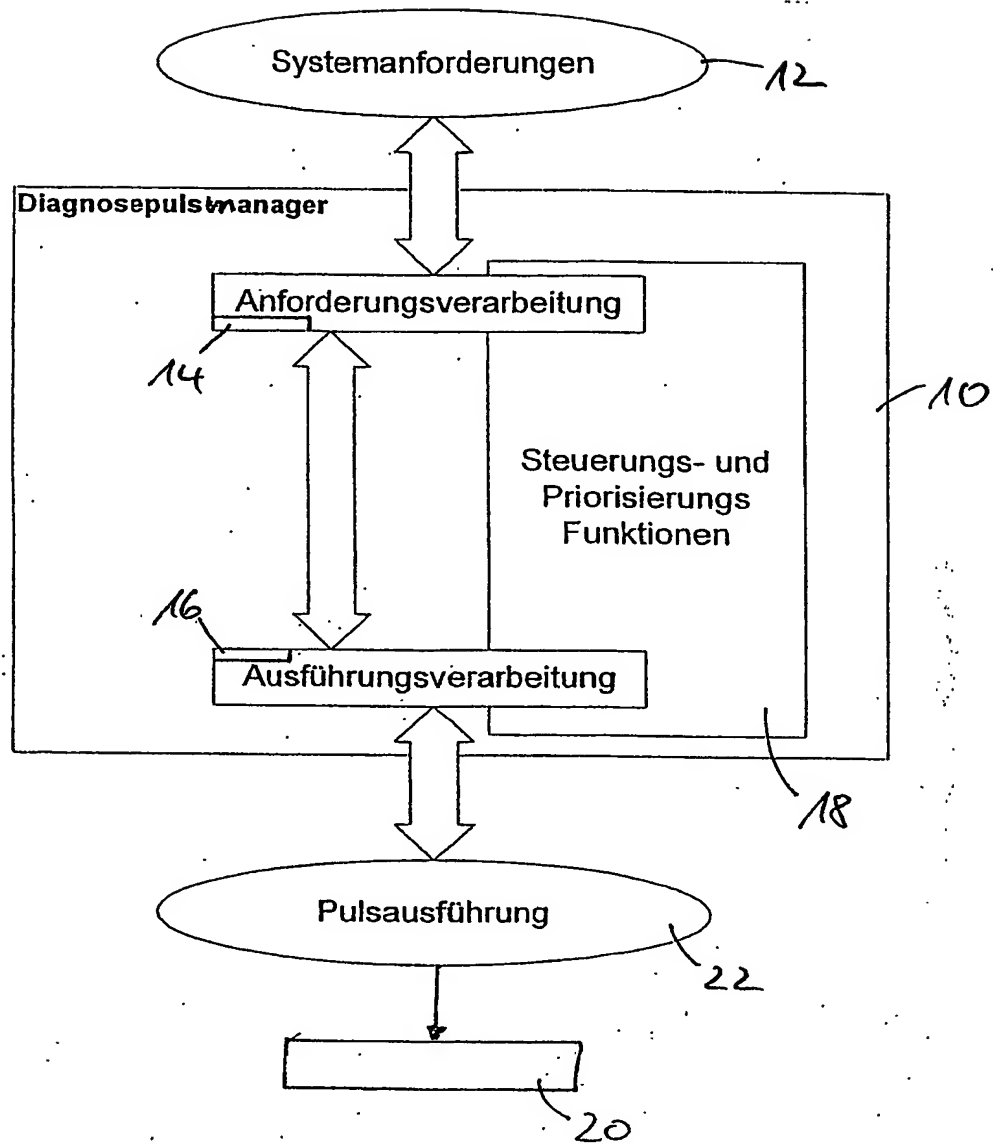 Systemanforderungen
12
Diagnosepulsmanager
Anforderungsverarbeitung
14
10
Steuerungs- und
Priorisierungs
Funktionen
16
Ausführungsverarbeitung
18
Pulsausführung
22
20